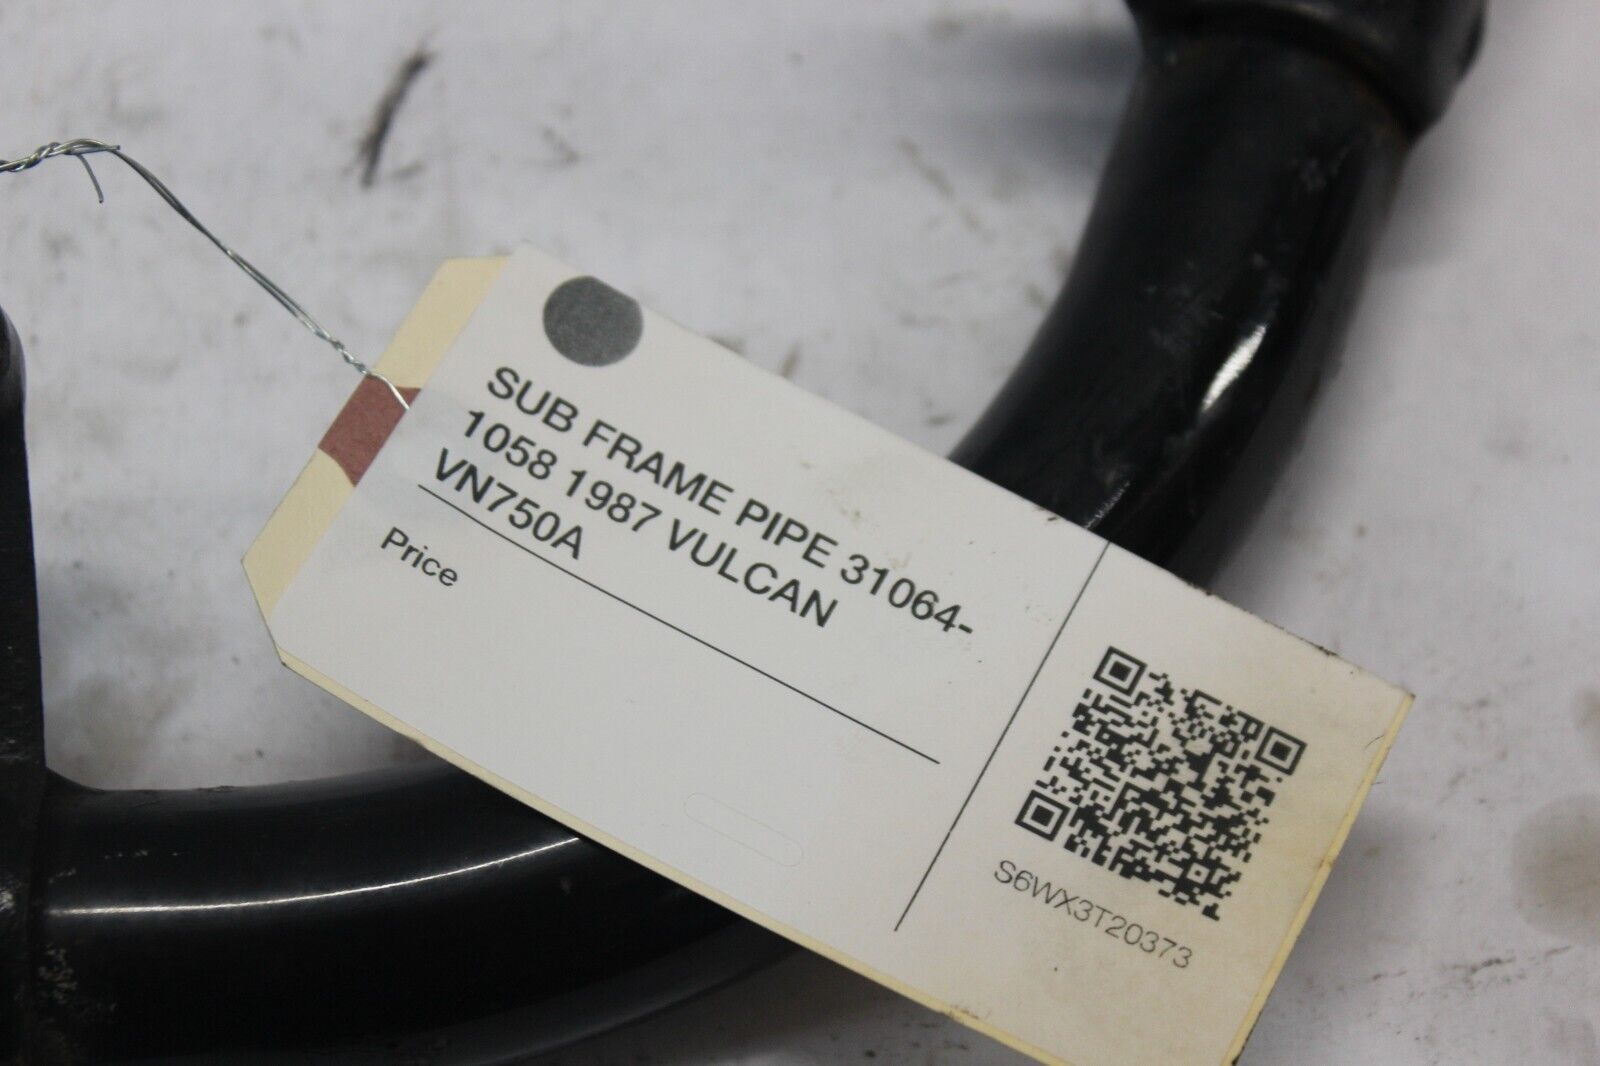 SUB FRAME PIPE 31064-
1058 1987 VULCAN
VN750A
Price
S6WX3T20373